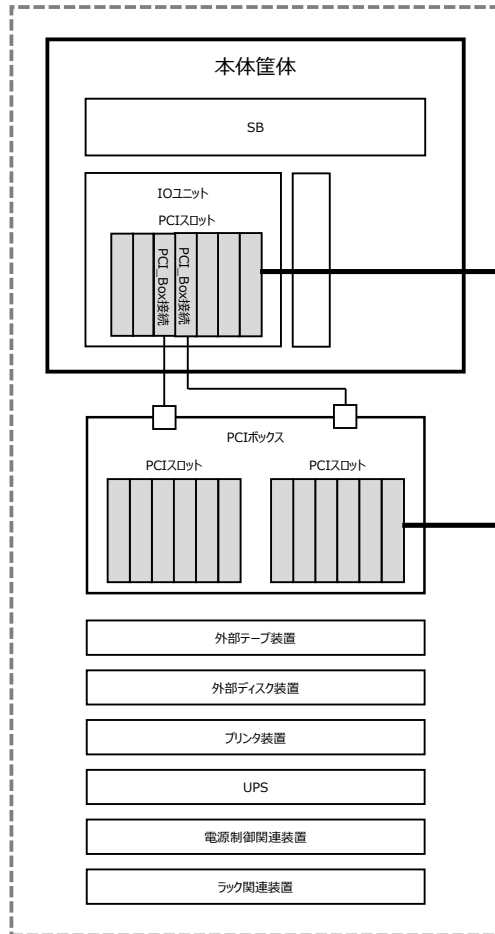 本体筐体
SB
IOユニット
PCIスロット
PCI_Box接続
PCI_Box接続
PCIボックス
PCIスロット
PCIスロット
外部テープ装置
外部ディスク装置
プリンタ装置
UPS
電源制御関連装置
ラック関連装置